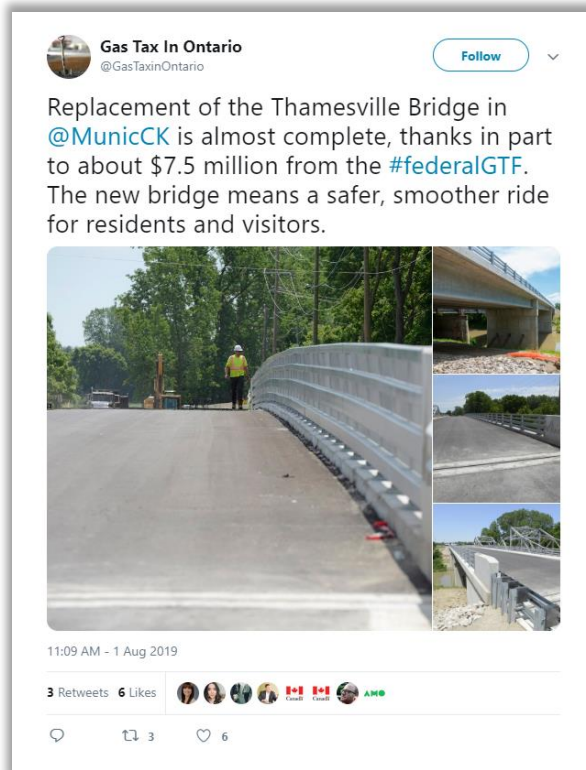 Gas Tax In Ontario
@GasTaxinOntario
Follow
Replacement of the Thamesville Bridge in
@MunicCK is almost complete, thanks in part
to about $7.5 million from the #federalGTF.
The new bridge means a safer, smoother ride
for residents and visitors.
11:09 AM - 1 Aug 2019
3 Retweets 6 Likes
Canada Canada
AMO
3 6